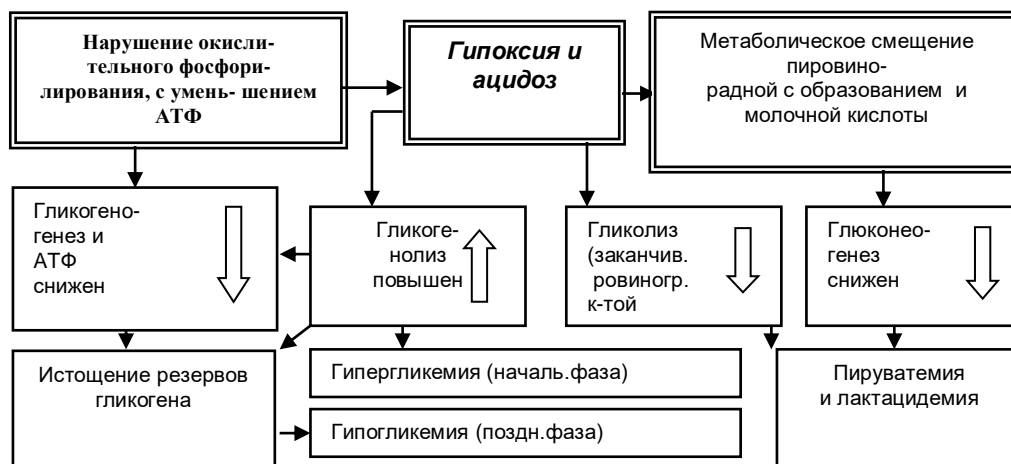 Нарушение окисли-
тельного фосфори-
лилирования, с умень- шением
АТФ
Гипоксия и
ацидоз
Метаболическое смещение
пировино-
радной с образованием и
молочной кислоты
Гликогено-
генез и
АТФ
снижен
Гликоге-
нолиз
повышен
Гликолиз
(заканчив.
ровиногр.
к-той
Глюконео-
генез
снижен
Истощение резервов
гликогена
Гипергликемия (началь.фаза)
Гипогликемия (поздн.фаза)
Пируватемия
и лактацидемия